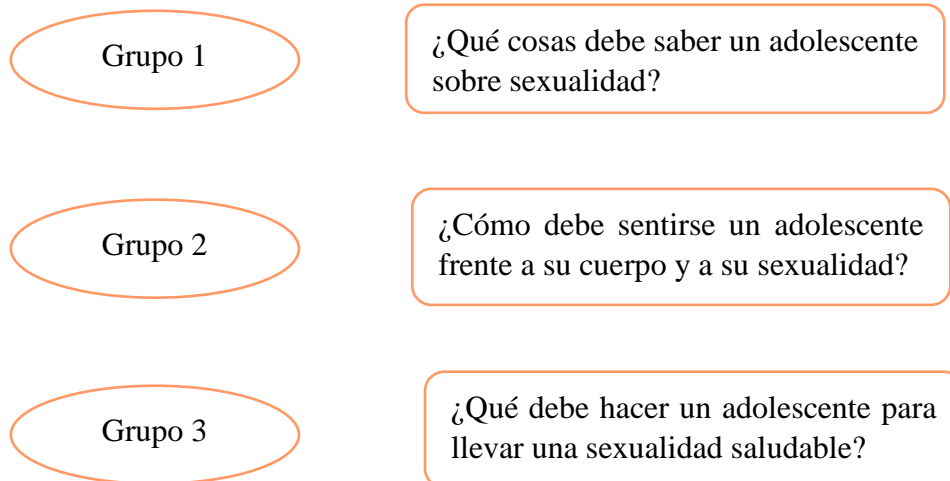 Grupo 1
¿Qué cosas debe saber un adolescente
sobre sexualidad?
Grupo 2
¿Cómo debe sentirse un adolescente
frente a su cuerpo y a su sexualidad?
Grupo 3
¿Qué debe hacer un adolescente para
llevar una sexualidad saludable?